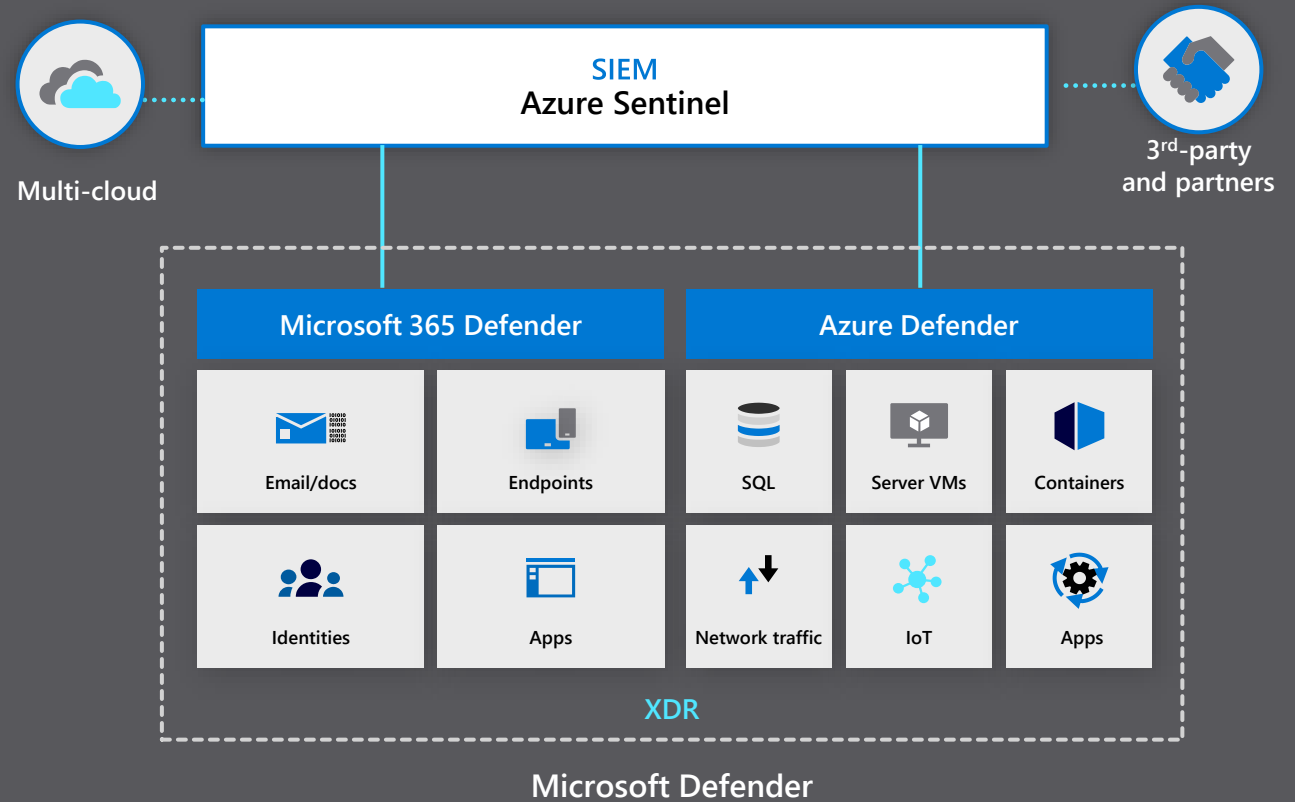 SIEM
Azure Sentinel
Multi-cloud
3rd-party
and partners
Microsoft 365 Defender
Azure Defender
Email/docs
Endpoints
SQL
Server VMs
Containers
Identities
Apps
Network traffic
IoT
Apps
XDR
Microsoft Defender